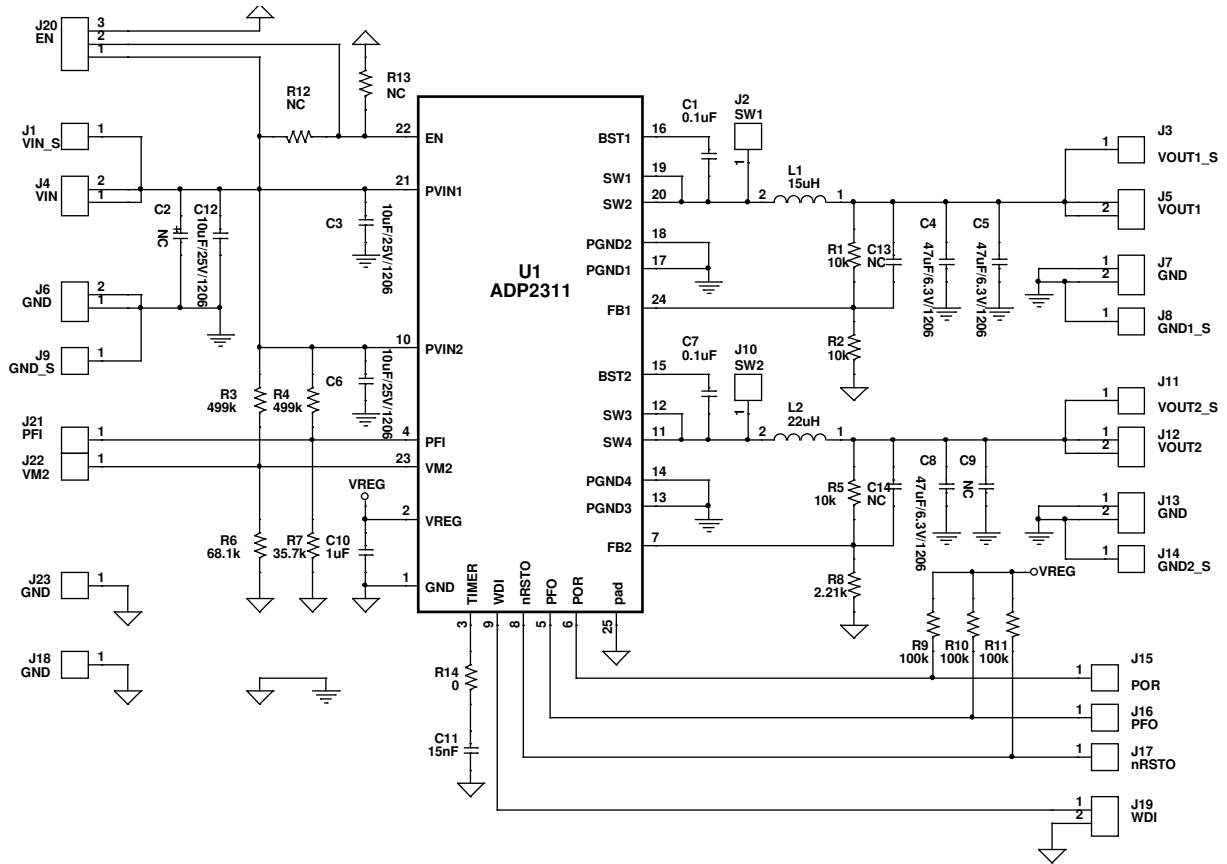 J20
EN
3
2
1
R12
NC
R13
NC
J1
VIN_S
1
J4
VIN
2
1
C2
NC
+
C12
10uF/25V/1206
C3
10uF/25V/1206
J6
GND
2
1
J9
GND_S
1
R3
499k
R4
499k
C6
10uF/25V/1206
J21
PFI
1
J22
VM2
1
R6
68.1k
R7
35.7k
VREG
C10
1uF
J23
GND
1
J18
GND
1
U1
ADP2311
22
EN
21
PVIN1
10
PVIN2
4
PFI
23
VM2
2
VREG
1
GND
BST1
16
SW1
19
SW2
20
PGND2
18
PGND1
17
FB1
24
BST2
15
SW3
12
SW4
11
PGND4
14
PGND3
13
FB2
7
TIMER
WDI
nRSTO
PFO
POR
pad
3
9
8
5
6
25
C1
0.1uF
J2
SW1
1
L1
15uH
2
1
R1
10k
C13
NC
C4
47uF/6.3V/1206
C5
47uF/6.3V/1206
R2
10k
J3
VOUT1_S
1
J5
VOUT1
1
2
J7
GND
1
2
J8
GND1_S
1
C7
0.1uF
J10
SW2
1
L2
22uH
2
1
R5
10k
C14
NC
C8
47uF/6.3V/1206
C9
NC
R8
2.21k
J11
VOUT2_S
1
J12
VOUT2
1
2
J13
GND
1
2
J14
GND2_S
1
VREG
R9
100k
R10
100k
R11
100k
R14
0
C11
15nF
J15
POR
1
J16
PFO
1
J17
nRSTO
1
J19
WDI
1
2